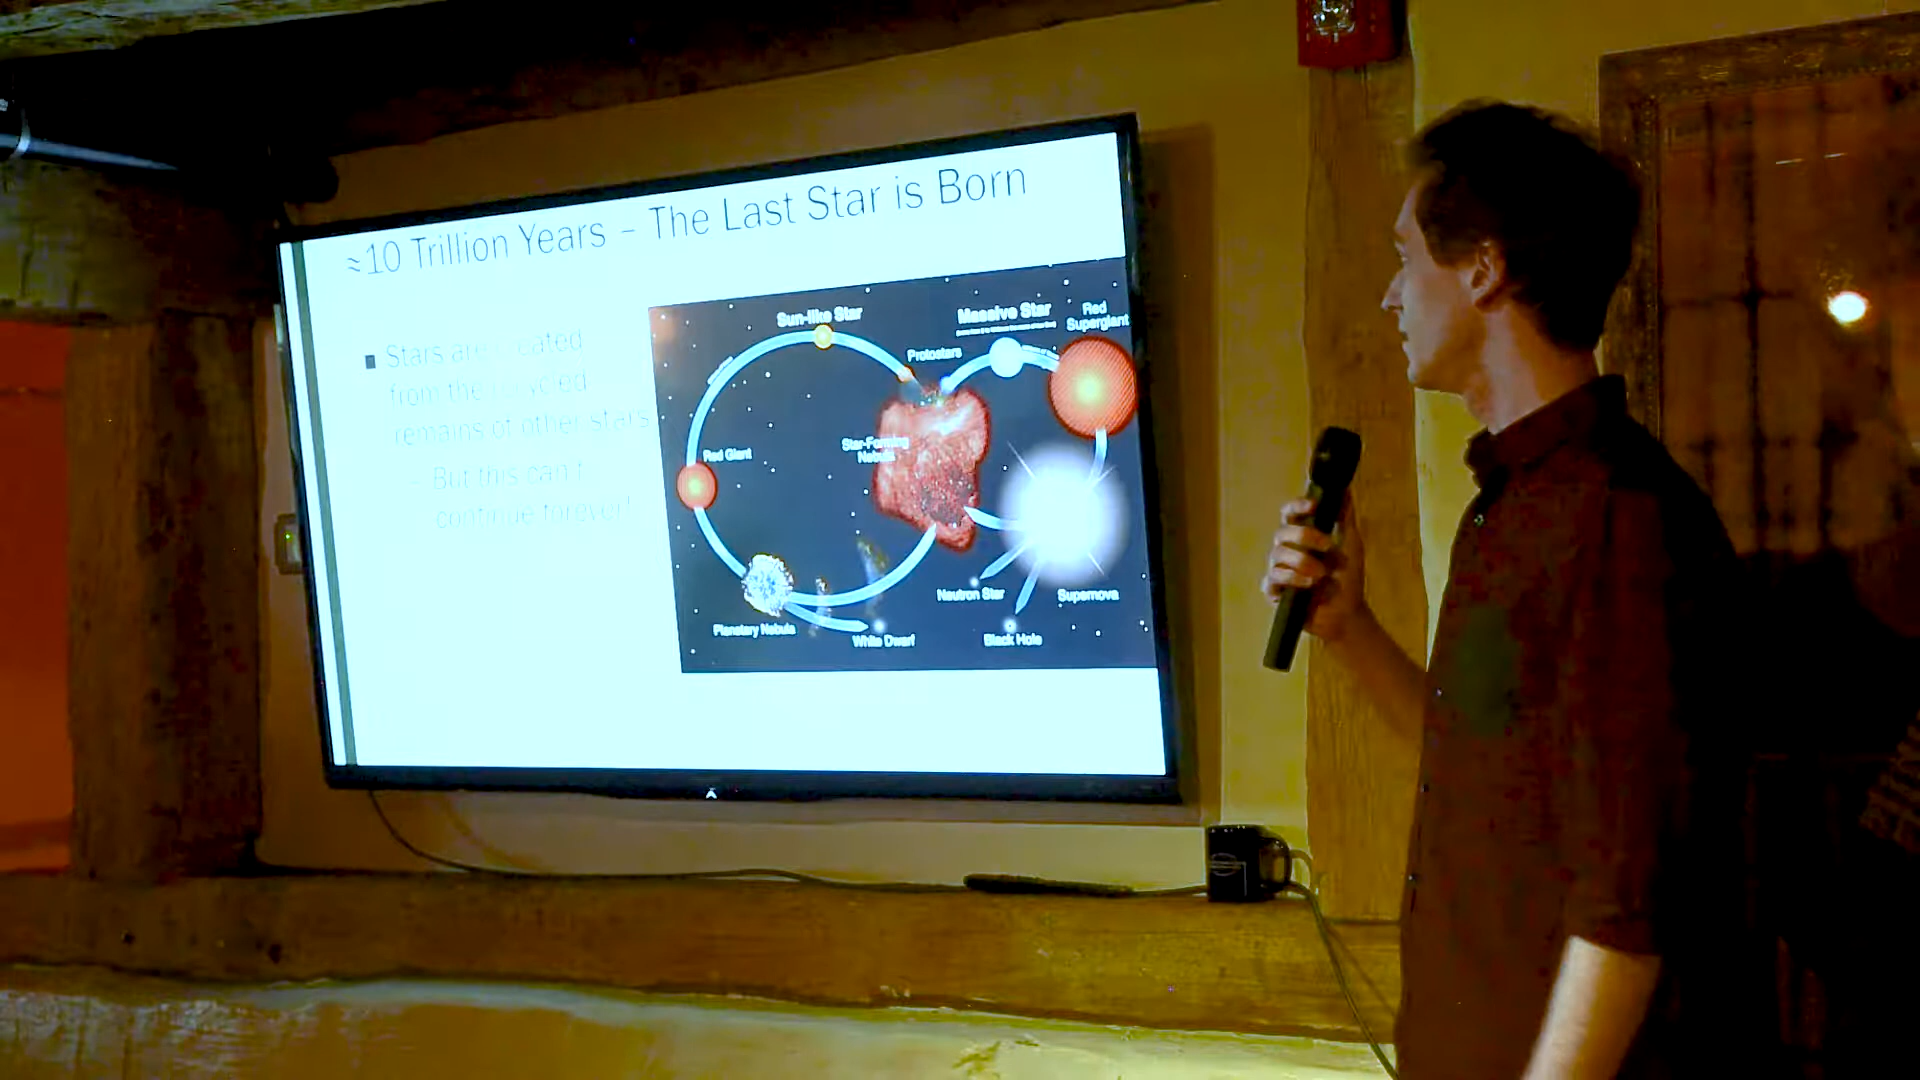 ≈10 Trillion Years – The Last Star is Born
▪ Stars are created
from the recycled
remains of other stars
– But this can't
continue forever!
Sun-like Star
Massive Star
Red
Supergiant
Protostars
Red Giant
Star-Forming
Nebula
Neutron Star
Supernova
Planetary Nebula
White Dwarf
Black Hole